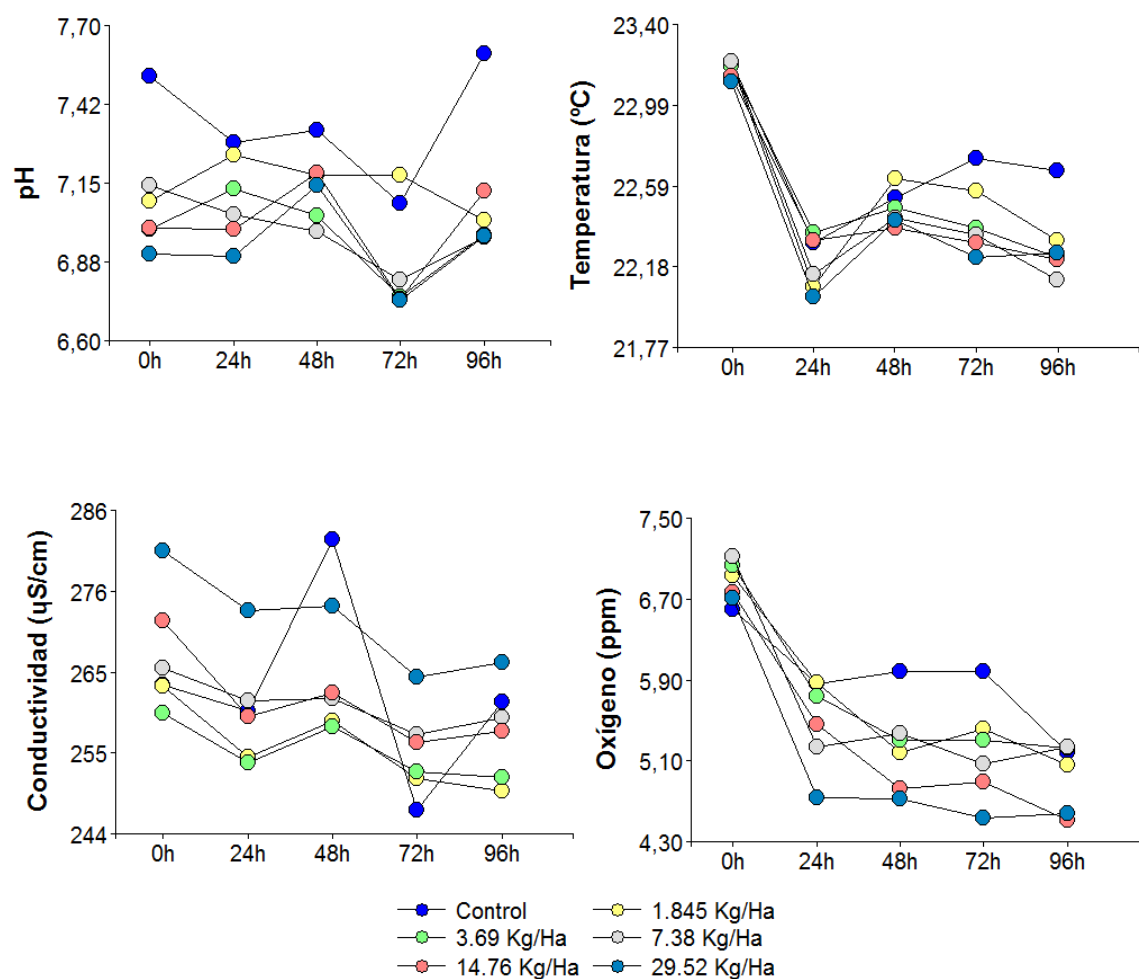 pH
7,70
7,42
7,15
6,88
6,60
0h 24h 48h 72h 96h
Temperatura (ºC)
23,40
22,99
22,59
22,18
21,77
0h 24h 48h 72h 96h
Conductividad (ųS/cm)
286
276
265
255
244
0h 24h 48h 72h 96h
Oxígeno (ppm)
7,50
6,70
5,90
5,10
4,30
0h 24h 48h 72h 96h
Control 1.845 Kg/Ha
3.69 Kg/Ha 7.38 Kg/Ha
14.76 Kg/Ha 29.52 Kg/Ha